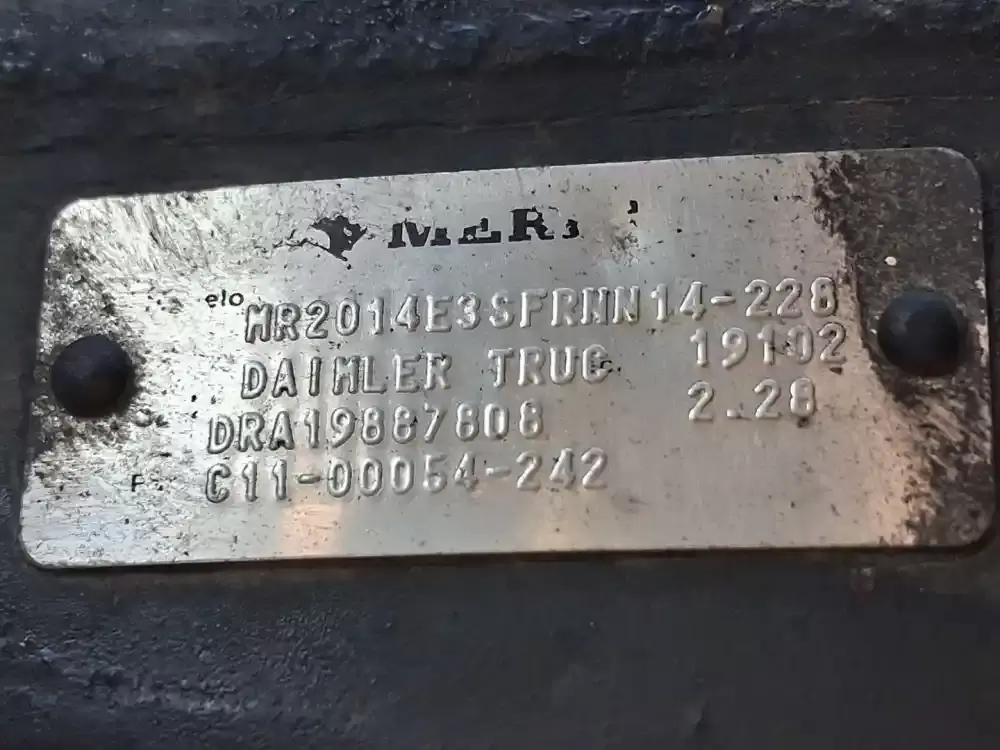 MER
elo MR2014E3SFRNN14-228
DAIMLER TRUC 19102
DRA19887808 2.28
C11-00054-242